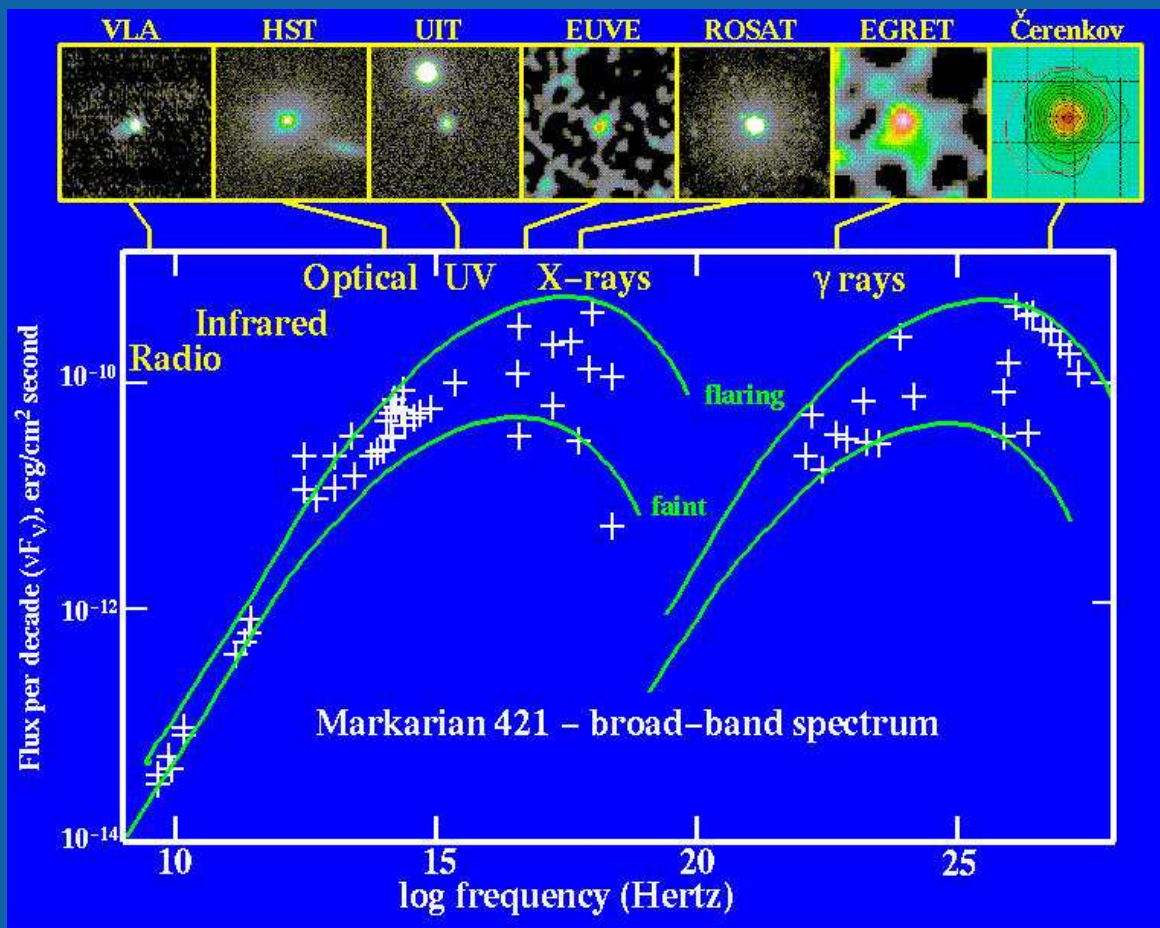 VLA HST UIT EUVE ROSAT EGRET Čerenkov
Optical UV X-rays γ rays
Infrared
Radio
10⁻¹⁰
flaring
faint
10⁻¹²
Markarian 421 – broad-band spectrum
10⁻¹⁴
10 15 20 25
log frequency (Hertz)
Flux per decade (νFν), erg/cm² second